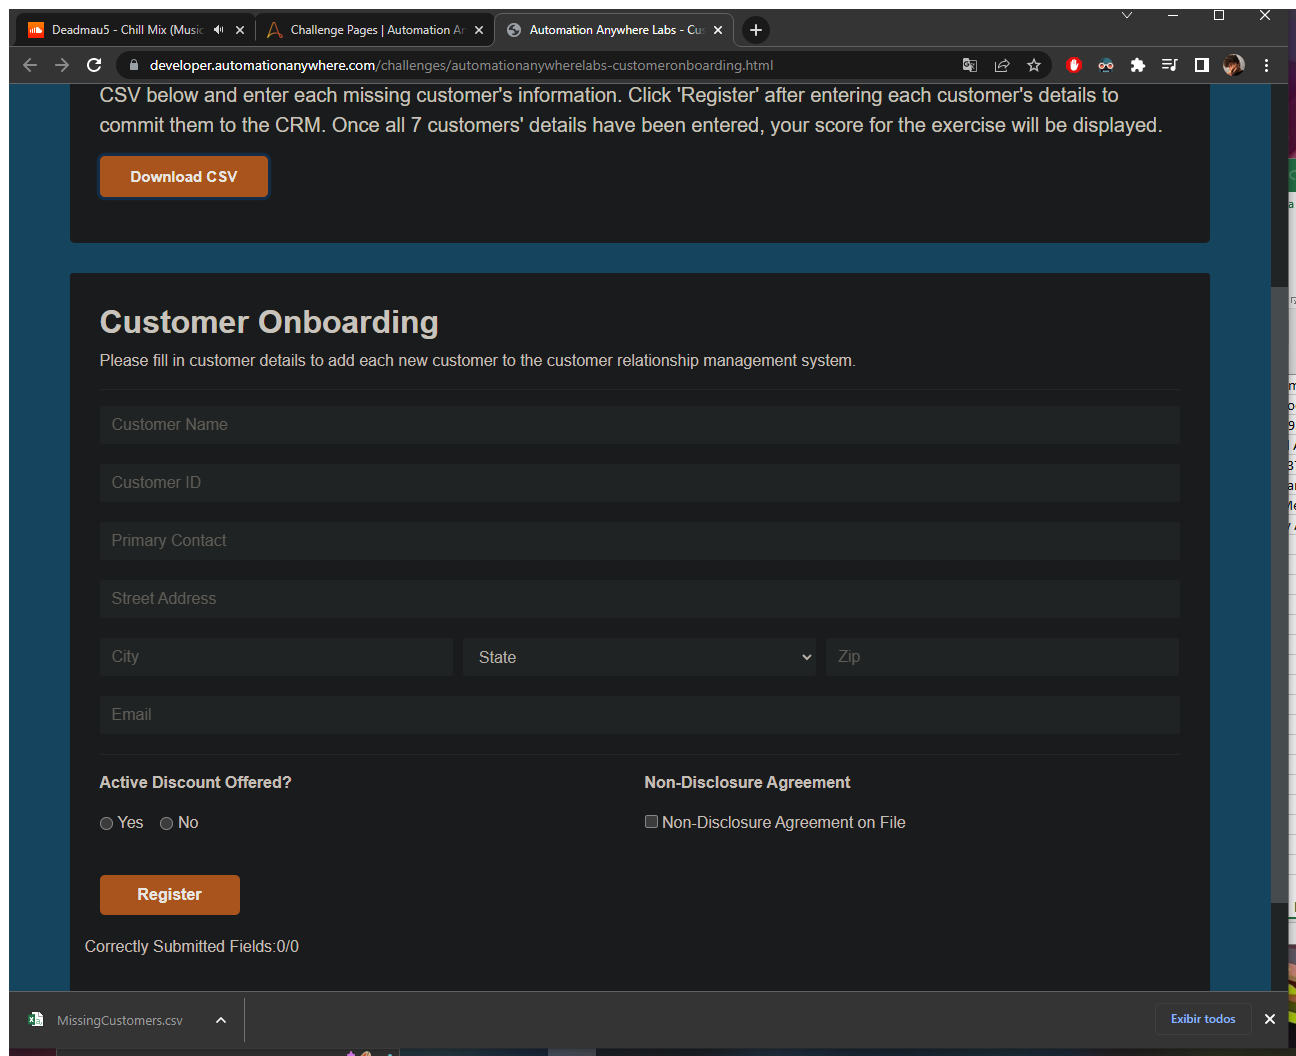 Deadmau5 - Chill Mix (Music
Challenge Pages | Automation Ar
Automation Anywhere Labs - Cus
developer.automationanywhere.com/challenges/automationanywherelabs-customeronboarding.html
CSV below and enter each missing customer's information. Click 'Register' after entering each customer's details to
commit them to the CRM. Once all 7 customers' details have been entered, your score for the exercise will be displayed.
Download CSV
Customer Onboarding
Please fill in customer details to add each new customer to the customer relationship management system.
Customer Name
Customer ID
Primary Contact
Street Address
City
State
Zip
Email
Active Discount Offered?
Non-Disclosure Agreement
Yes
No
Non-Disclosure Agreement on File
Register
Correctly Submitted Fields:0/0
MissingCustomers.csv
Exibir todos